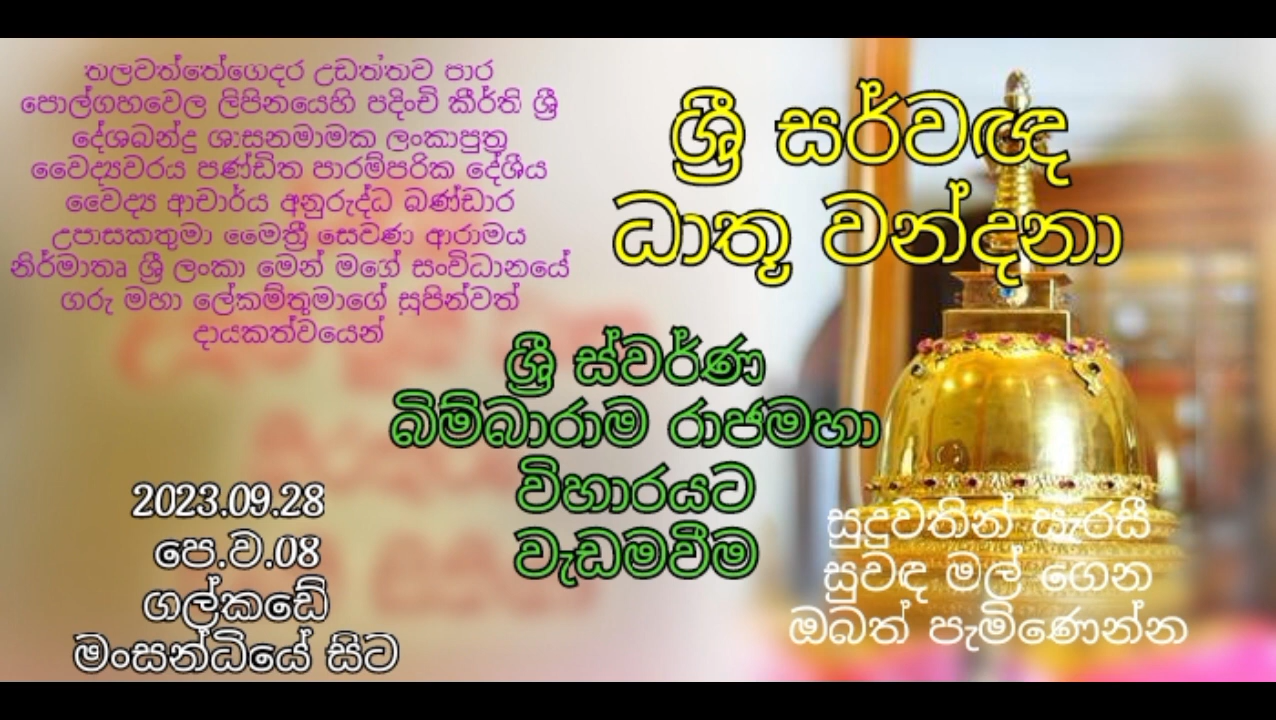 තලවත්තේගෙදර උඩත්තව පාර
පොල්ගහවෙල ලිපිනයෙහි පදිංචි කීර්ති ශ්‍රී
දේශබන්දු ශාසනමාමක ලංකාපුත්‍ර
වෛද්‍යවරය පණ්ඩිත පාරම්පරික දේශීය
වෛද්‍ය ආචාර්ය අනුරුද්ධ බණ්ඩාර
උපාසකතුමා මෛත්‍රී සෙවණ ආරාමය
නිර්මාතෘ ශ්‍රී ලංකා මෙන් මගේ සංවිධානයේ
ගරු මහා ලේකම්තුමාගේ සුපින්වත්
දායකත්වයෙන්
ශ්‍රී සර්වඥ
ධාතූ වන්දනා
ශ්‍රී ස්වර්ණ
බිම්බාරාම රාජමහා
විහාරයට
වැඩමවීම
2023.09.28
පෙ.ව.08
ගල්කඩේ
මංසන්ධියේ සිට
සුදුවතින් සැරසී
සුවඳ මල් ගෙන
ඔබත් පැමිණෙන්න